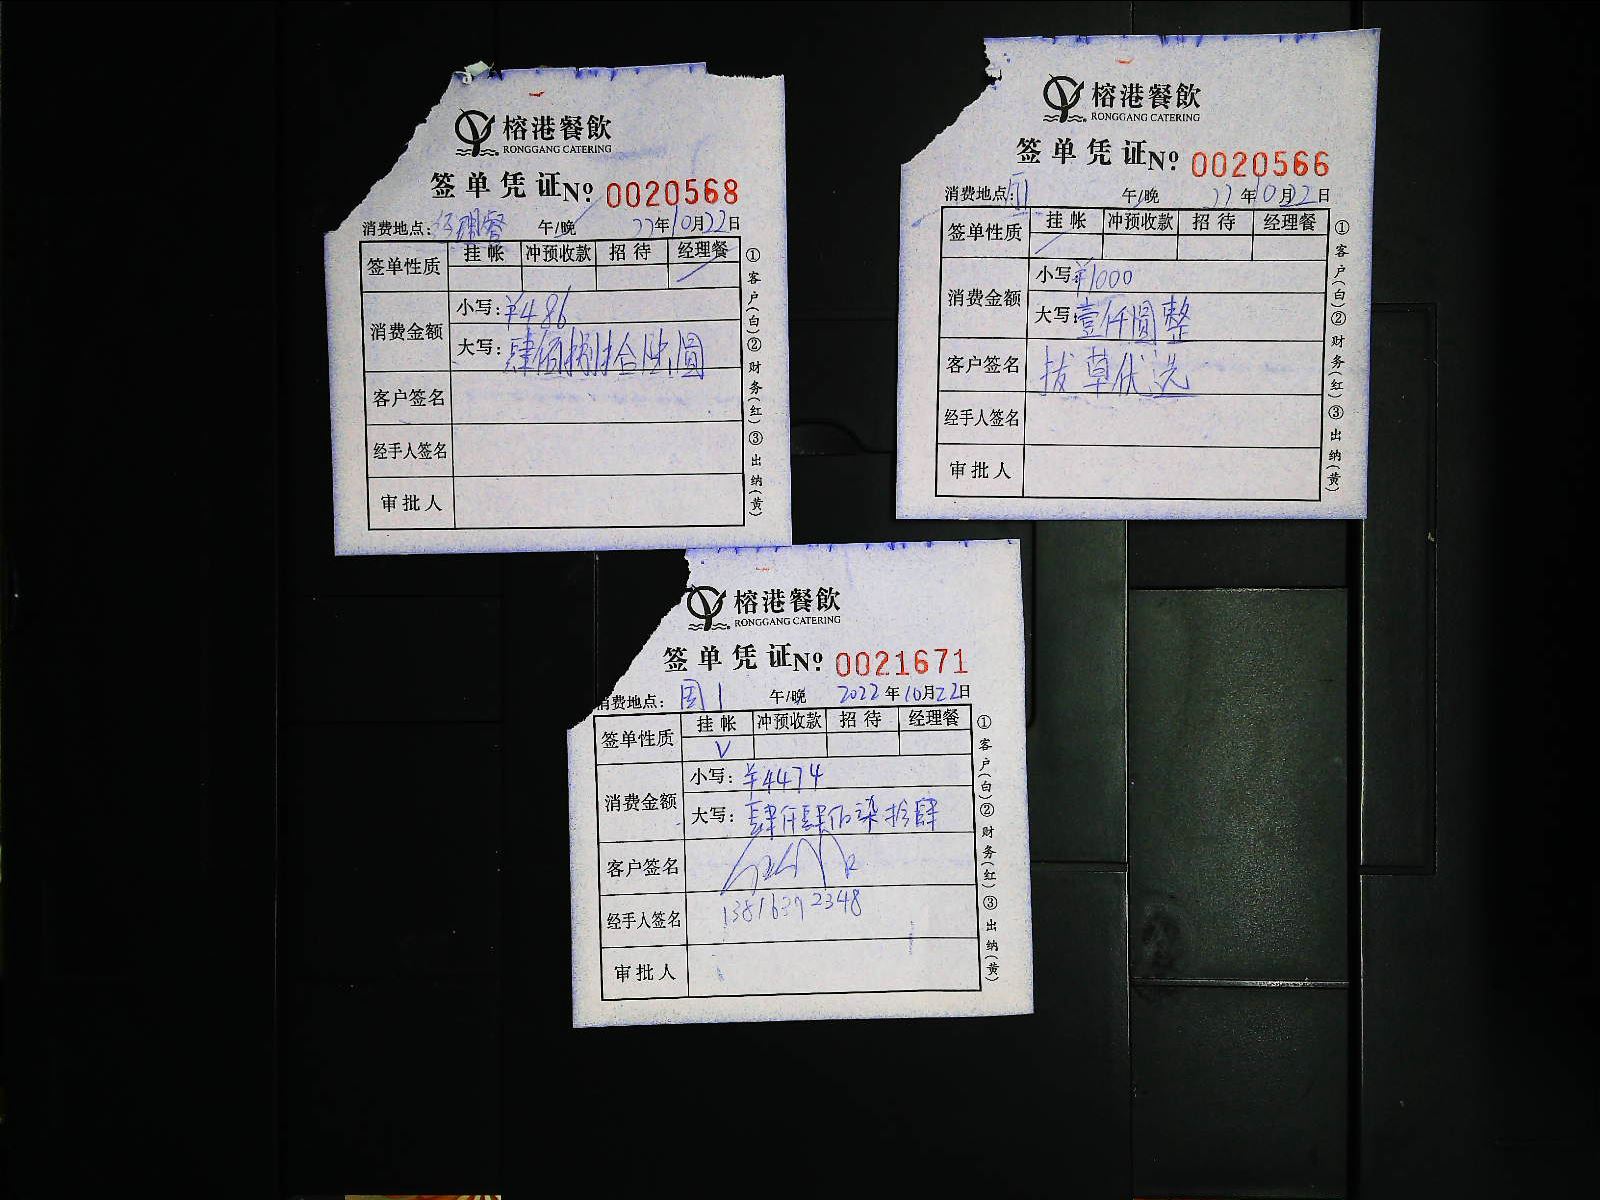 榕港餐飲
RONGGANG CATERING
签单凭证 № 0020568
消费地点: 经理餐 午/晚 22年10月22日
签单性质 挂帐 冲预收款 招待 经理餐
消费金额
小写: ¥486
大写: 肆佰捌拾陆圆
客户签名
经手人签名
审批人
①客户(白)②财务(红)③出纳(黄)
榕港餐飲
RONGGANG CATERING
签单凭证 № 0020566
消费地点: 午/晚 22年10月22日
签单性质 挂帐 冲预收款 招待 经理餐
消费金额
小写: ¥1000
大写: 壹仟圆整
客户签名 拔草优选
经手人签名
审批人
①客户(白)②财务(红)③出纳(黄)
榕港餐飲
RONGGANG CATERING
签单凭证 № 0021671
消费地点: 1 午/晚 2022年10月22日
签单性质 挂帐 冲预收款 招待 经理餐
V
消费金额
小写: ¥4474
大写: 肆仟肆佰柒拾肆
客户签名
经手人签名 13816392348
审批人
①客户(白)②财务(红)③出纳(黄)